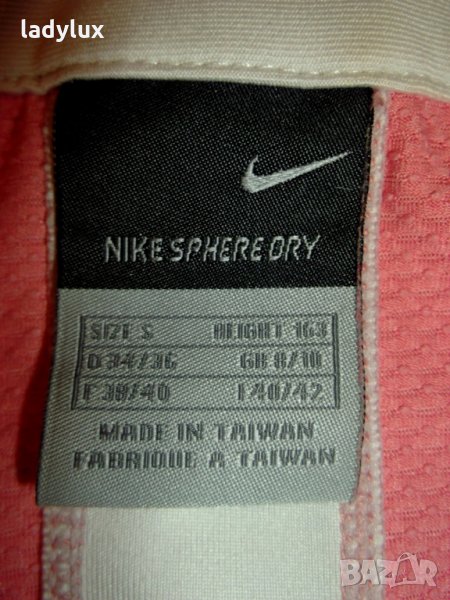 ladylux
NIKE SPHERE DRY
SIZE S HEIGHT 163
D 34/36 GB 8/10
F 38/40 I 40/42
MADE IN TAIWAN
FABRIQUE A TAIWAN
BAZAR